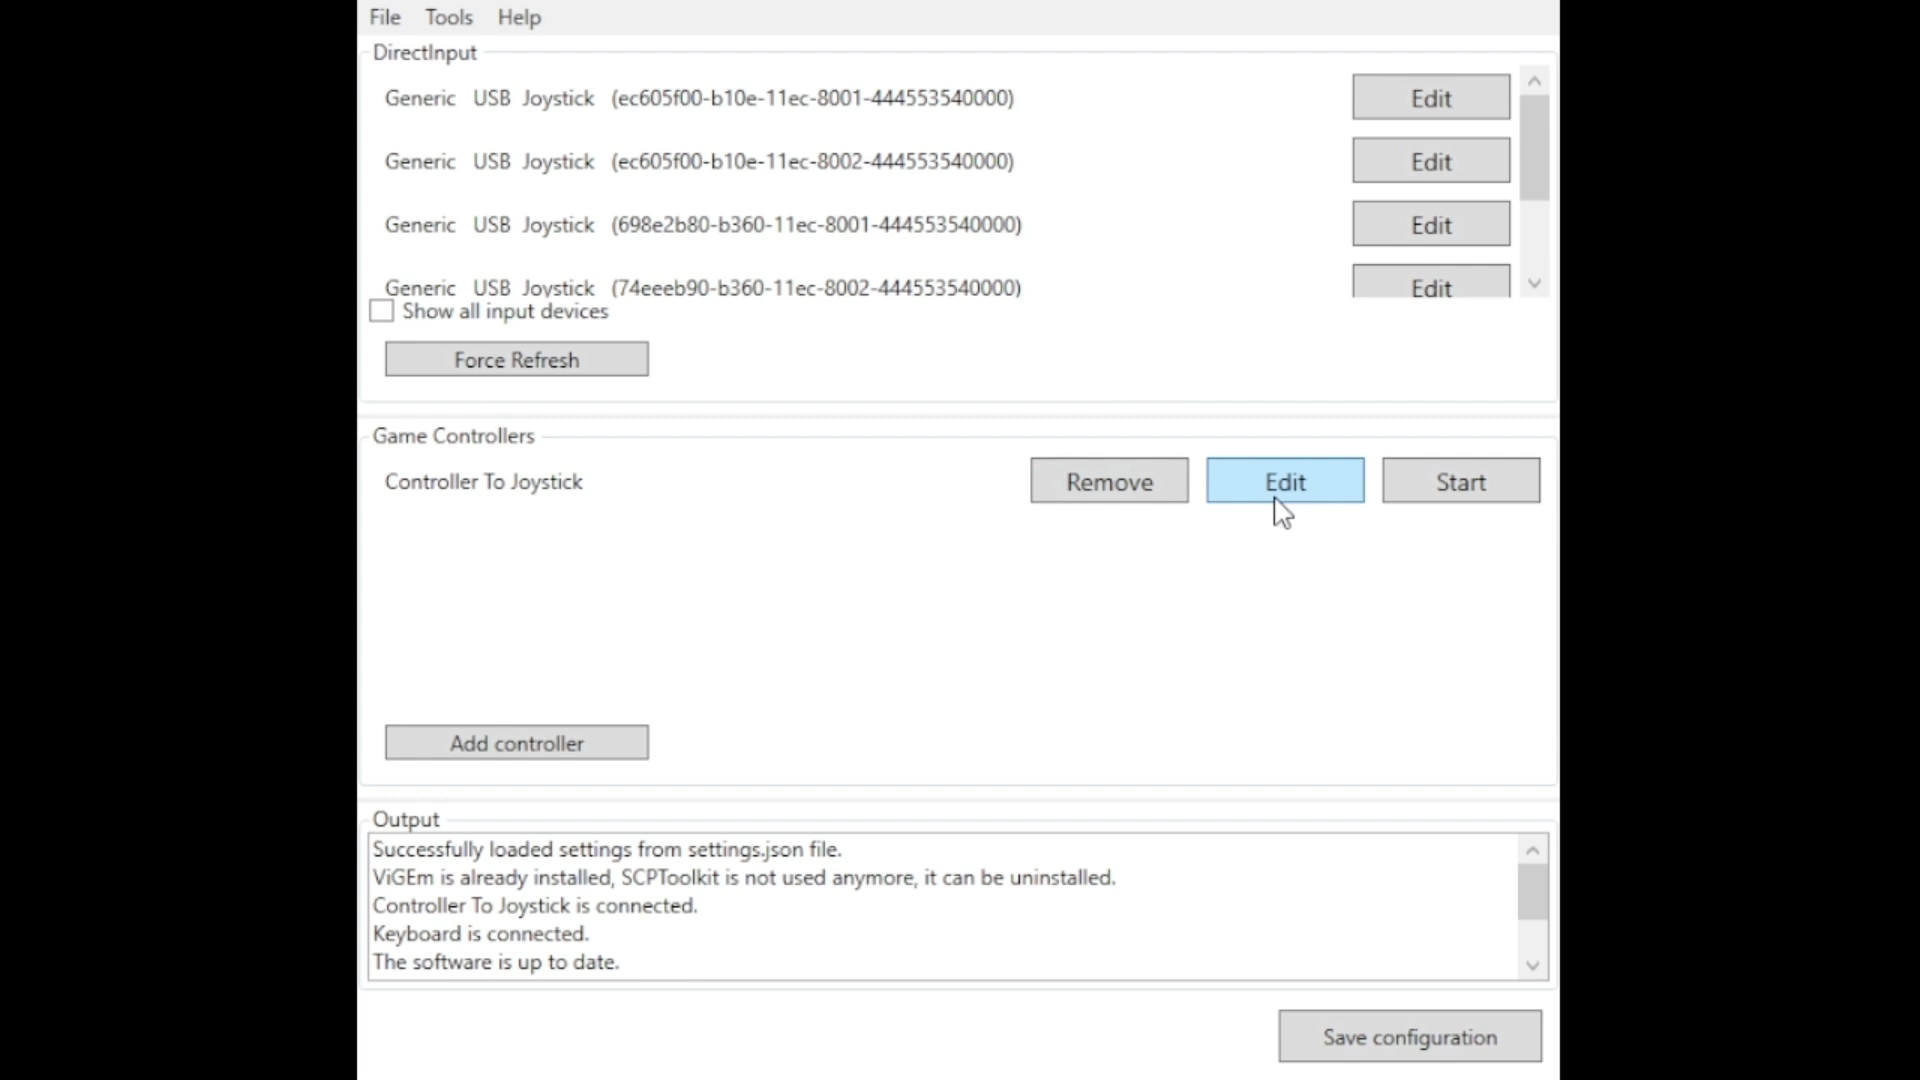 File Tools Help
DirectInput
Generic USB Joystick (ec605f00-b10e-11ec-8001-444553540000) Edit
Generic USB Joystick (ec605f00-b10e-11ec-8002-444553540000) Edit
Generic USB Joystick (698e2b80-b360-11ec-8001-444553540000) Edit
Generic USB Joystick (74eeeb90-b360-11ec-8002-444553540000) Edit
Show all input devices
Force Refresh
Game Controllers
Controller To Joystick Remove Edit Start
Add controller
Output
Successfully loaded settings from settings.json file.
ViGEm is already installed, SCPToolkit is not used anymore, it can be uninstalled.
Controller To Joystick is connected.
Keyboard is connected.
The software is up to date.
Save configuration